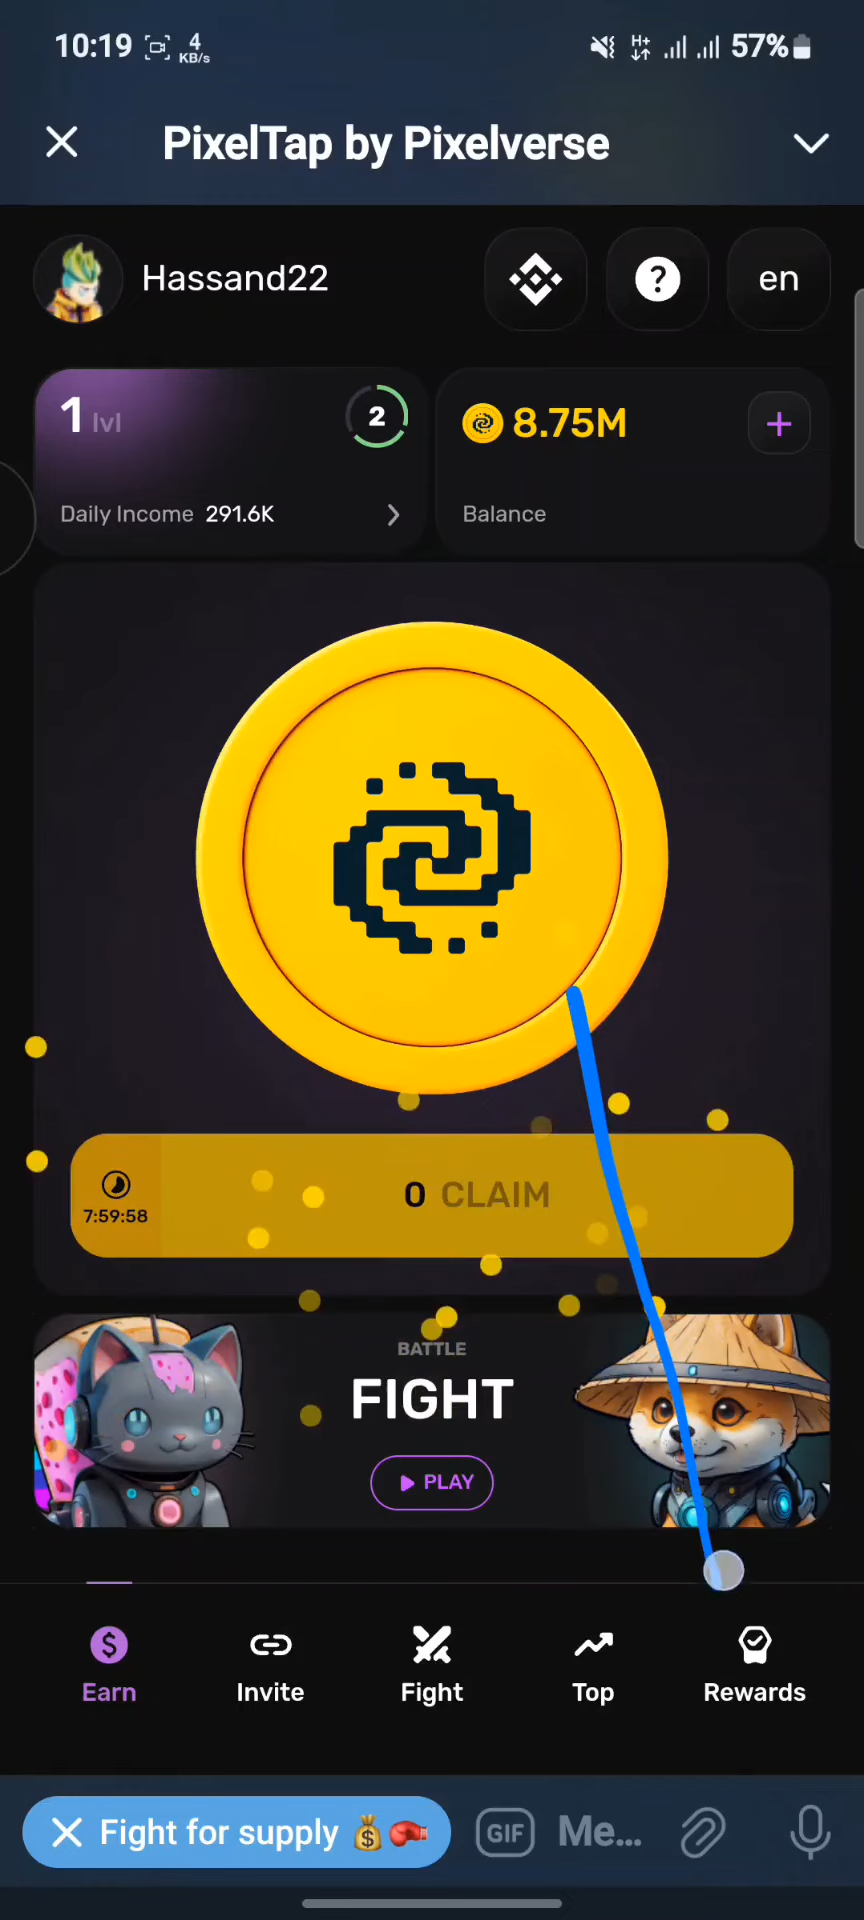 10:19 4 KB/s H+ 57%
PixelTap by Pixelverse
Hassand22 ? en
1 lvl 2
8.75M +
Daily Income 291.6K
Balance
7:59:58
0 CLAIM
BATTLE
FIGHT
PLAY
Earn Invite Fight Top Rewards
Fight for supply 💰🥊 GIF Me...